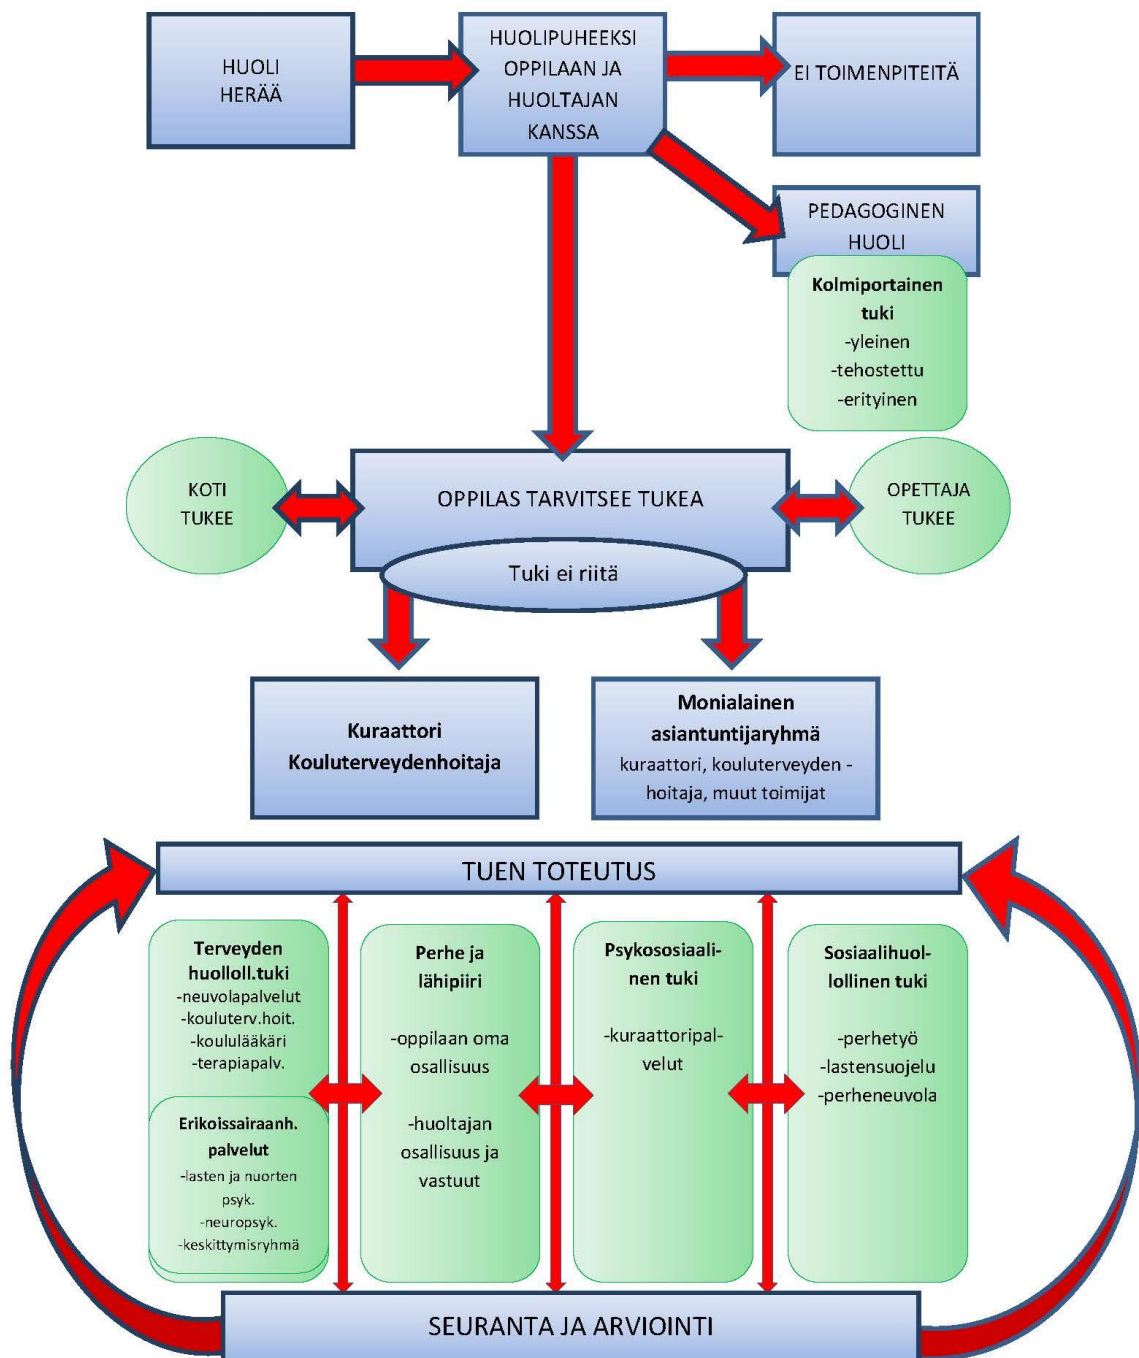 HUOLI
HERÄÄ
HUOLIPUHEEKSI
OPPILAAN JA
HUOLTAJAN
KANSSA
EI TOIMENPITEITÄ
PEDAGOGINEN
HUOLI
Kolmiportainen
tuki
-yleinen
-tehostettu
-erityinen
KOTI
TUKEE
OPPILAS TARVITSEE TUKEA
OPETTAJA
TUKEE
Tuki ei riitä
Kuraattori
Kouluterveydenhoitaja
Monialainen
asiantuntijaryhmä
kuraattori, kouluterveyden -
hoitaja, muut toimijat
TUEN TOTEUTUS
Terveyden
huolloll.tuki
-neuvolapalvelut
-kouluterv.hoit.
-koululääkäri
-terapiapalv.
Erikoissairaanh.
palvelut
-lasten ja nuorten
psyk.
-neuropsyk.
-keskittymisryhmä
Perhe ja
lähipiiri
-oppilaan oma
osallisuus
-huoltajan
osallisuus ja
vastuut
Psykososiaali-
nen tuki
-kuraattoripal-
velut
Sosiaalihuol-
lollinen tuki
-perhetyö
-lastensuojelu
-perheneuvola
SEURANTA JA ARVIOINTI